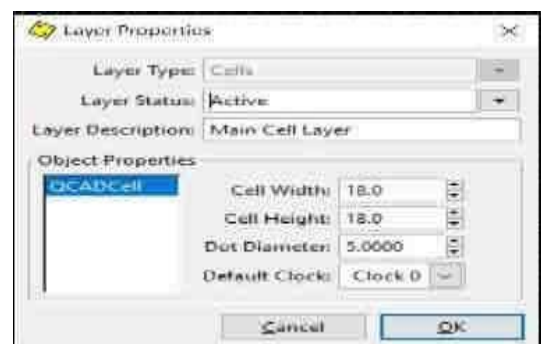 Layer Properties
Layer Type: Cells
Layer Status: Active
Layer Description: Main Cell Layer
Object Properties
QCADCell
Cell Width: 18.0
Cell Height: 18.0
Dot Diameter: 5.0000
Default Clock: Clock 0
Cancel OK